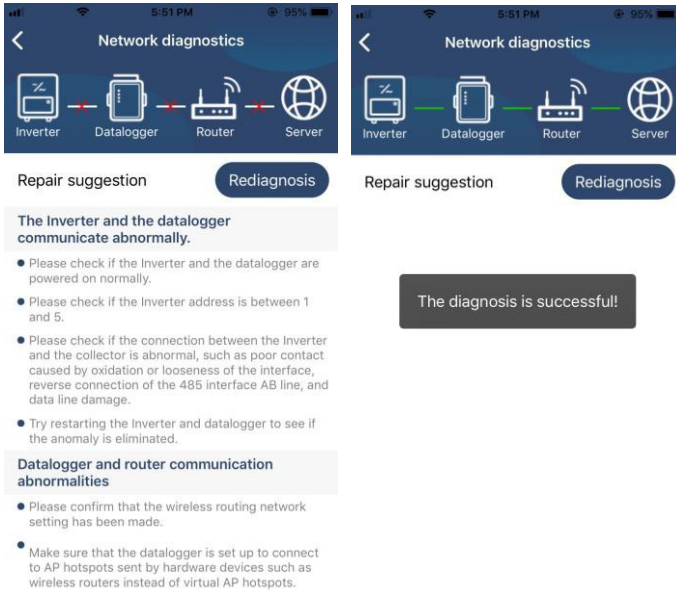 5:51 PM
95%
Network diagnostics
Inverter
Datalogger
Router
Server
Repair suggestion
Rediagnosis
The Inverter and the datalogger
communicate abnormally.
Please check if the Inverter and the datalogger are
powered on normally.
Please check if the Inverter address is between 1
and 5.
Please check if the connection between the Inverter
and the collector is abnormal, such as poor contact
caused by oxidation or looseness of the interface,
reverse connection of the 485 interface AB line, and
data line damage.
Try restarting the Inverter and datalogger to see if
the anomaly is eliminated.
Datalogger and router communication
abnormalities
Please confirm that the wireless routing network
setting has been made.
Make sure that the datalogger is set up to connect
to AP hotspots sent by hardware devices such as
wireless routers instead of virtual AP hotspots.
5:51 PM
95%
Network diagnostics
Inverter
Datalogger
Router
Server
Repair suggestion
Rediagnosis
The diagnosis is successful!